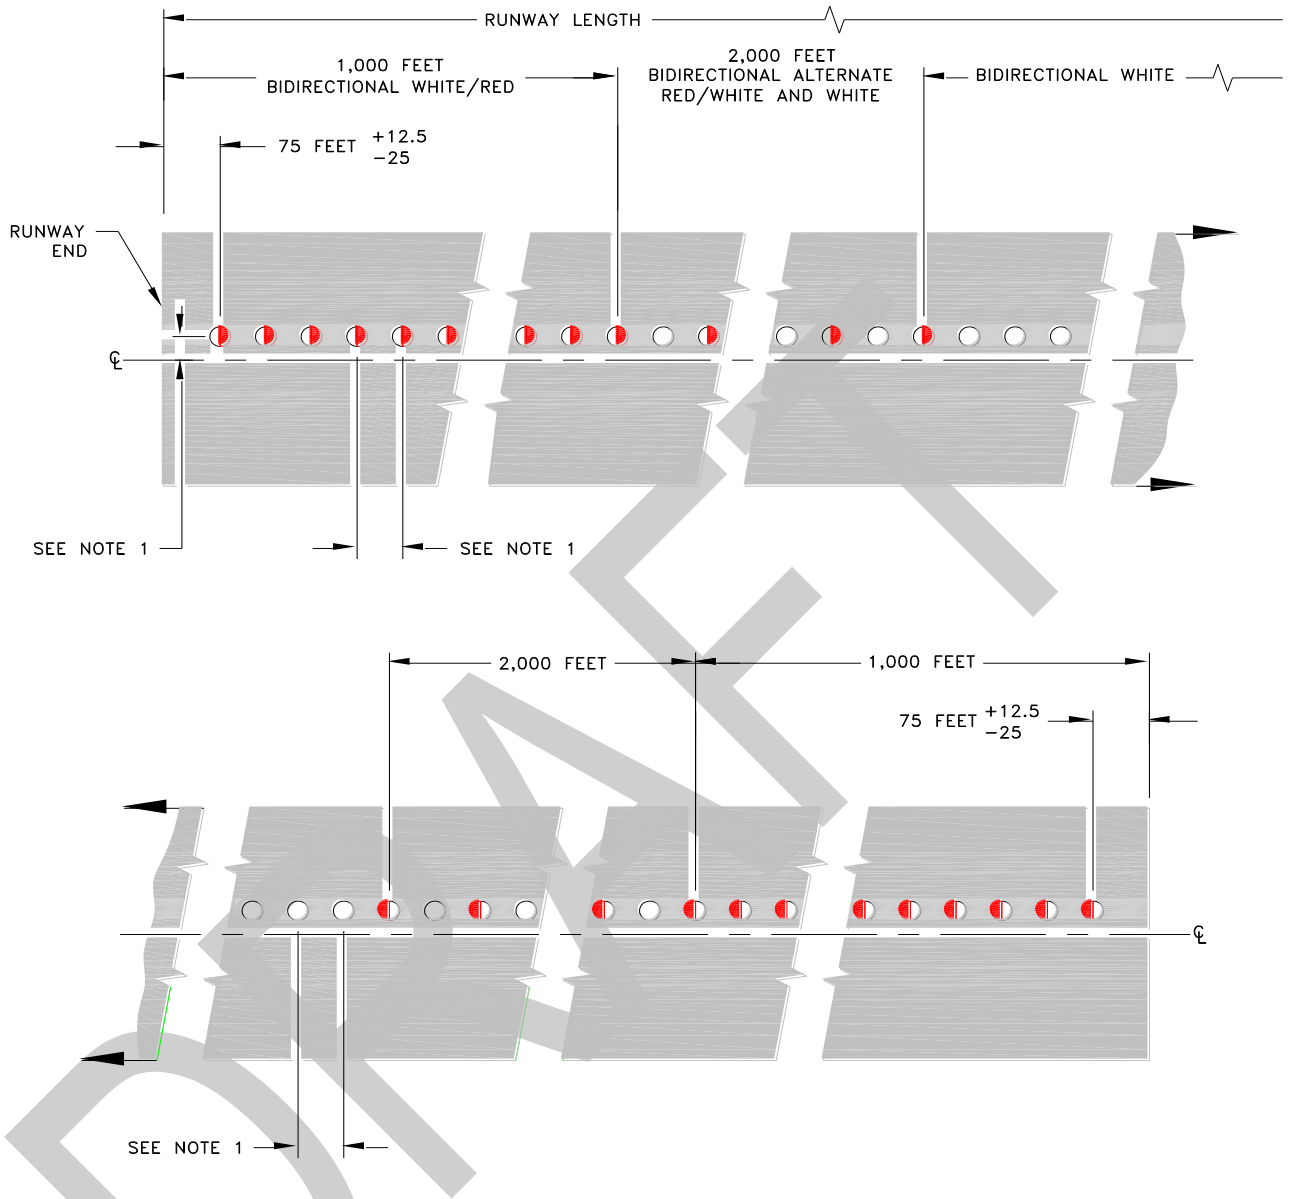 RUNWAY LENGTH
1,000 FEET
BIDIRECTIONAL WHITE/RED
2,000 FEET
BIDIRECTIONAL ALTERNATE
RED/WHITE AND WHITE
BIDIRECTIONAL WHITE
75 FEET +12.5
-25
RUNWAY
END
℄
SEE NOTE 1
SEE NOTE 1
2,000 FEET
1,000 FEET
75 FEET +12.5
-25
℄
SEE NOTE 1
DRAFT